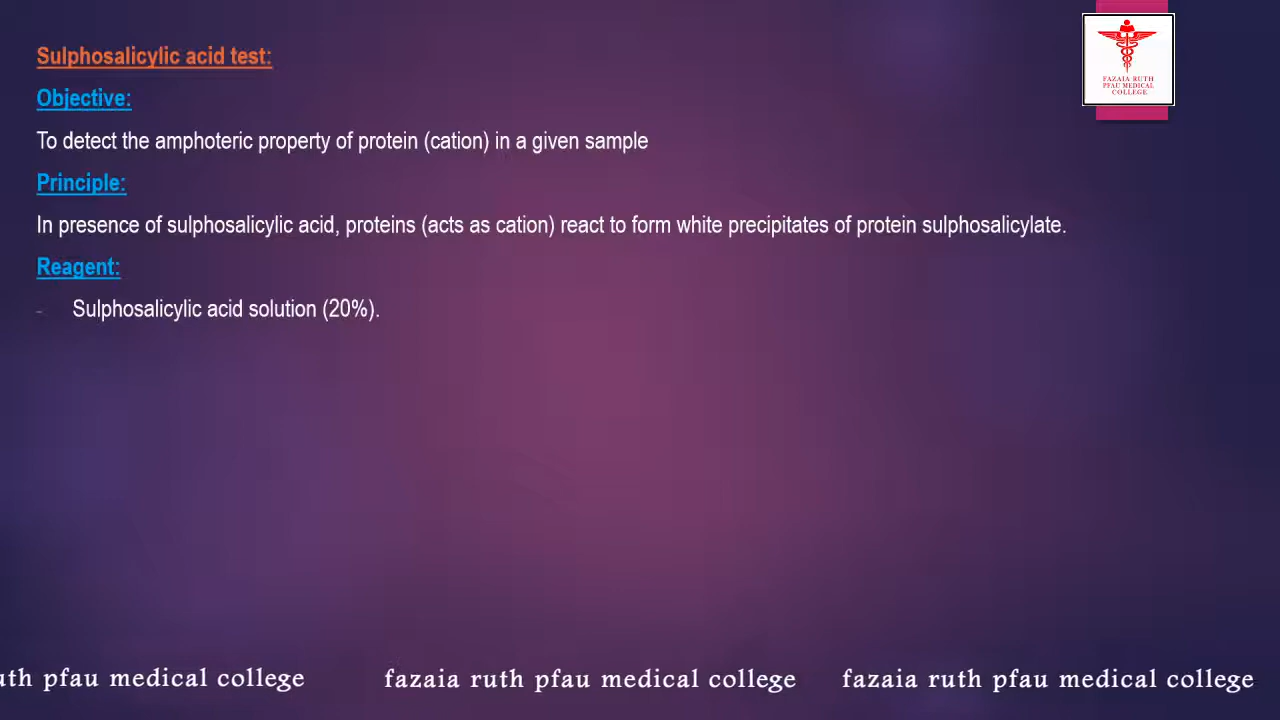 Sulphosalicylic acid test:
Objective:
To detect the amphoteric property of protein (cation) in a given sample
Principle:
In presence of sulphosalicylic acid, proteins (acts as cation) react to form white precipitates of protein sulphosalicylate.
Reagent:
- Sulphosalicylic acid solution (20%).
FAZAIA RUTH
PFAU MEDICAL
COLLEGE
uth pfau medical college fazaia ruth pfau medical college fazaia ruth pfau medical college